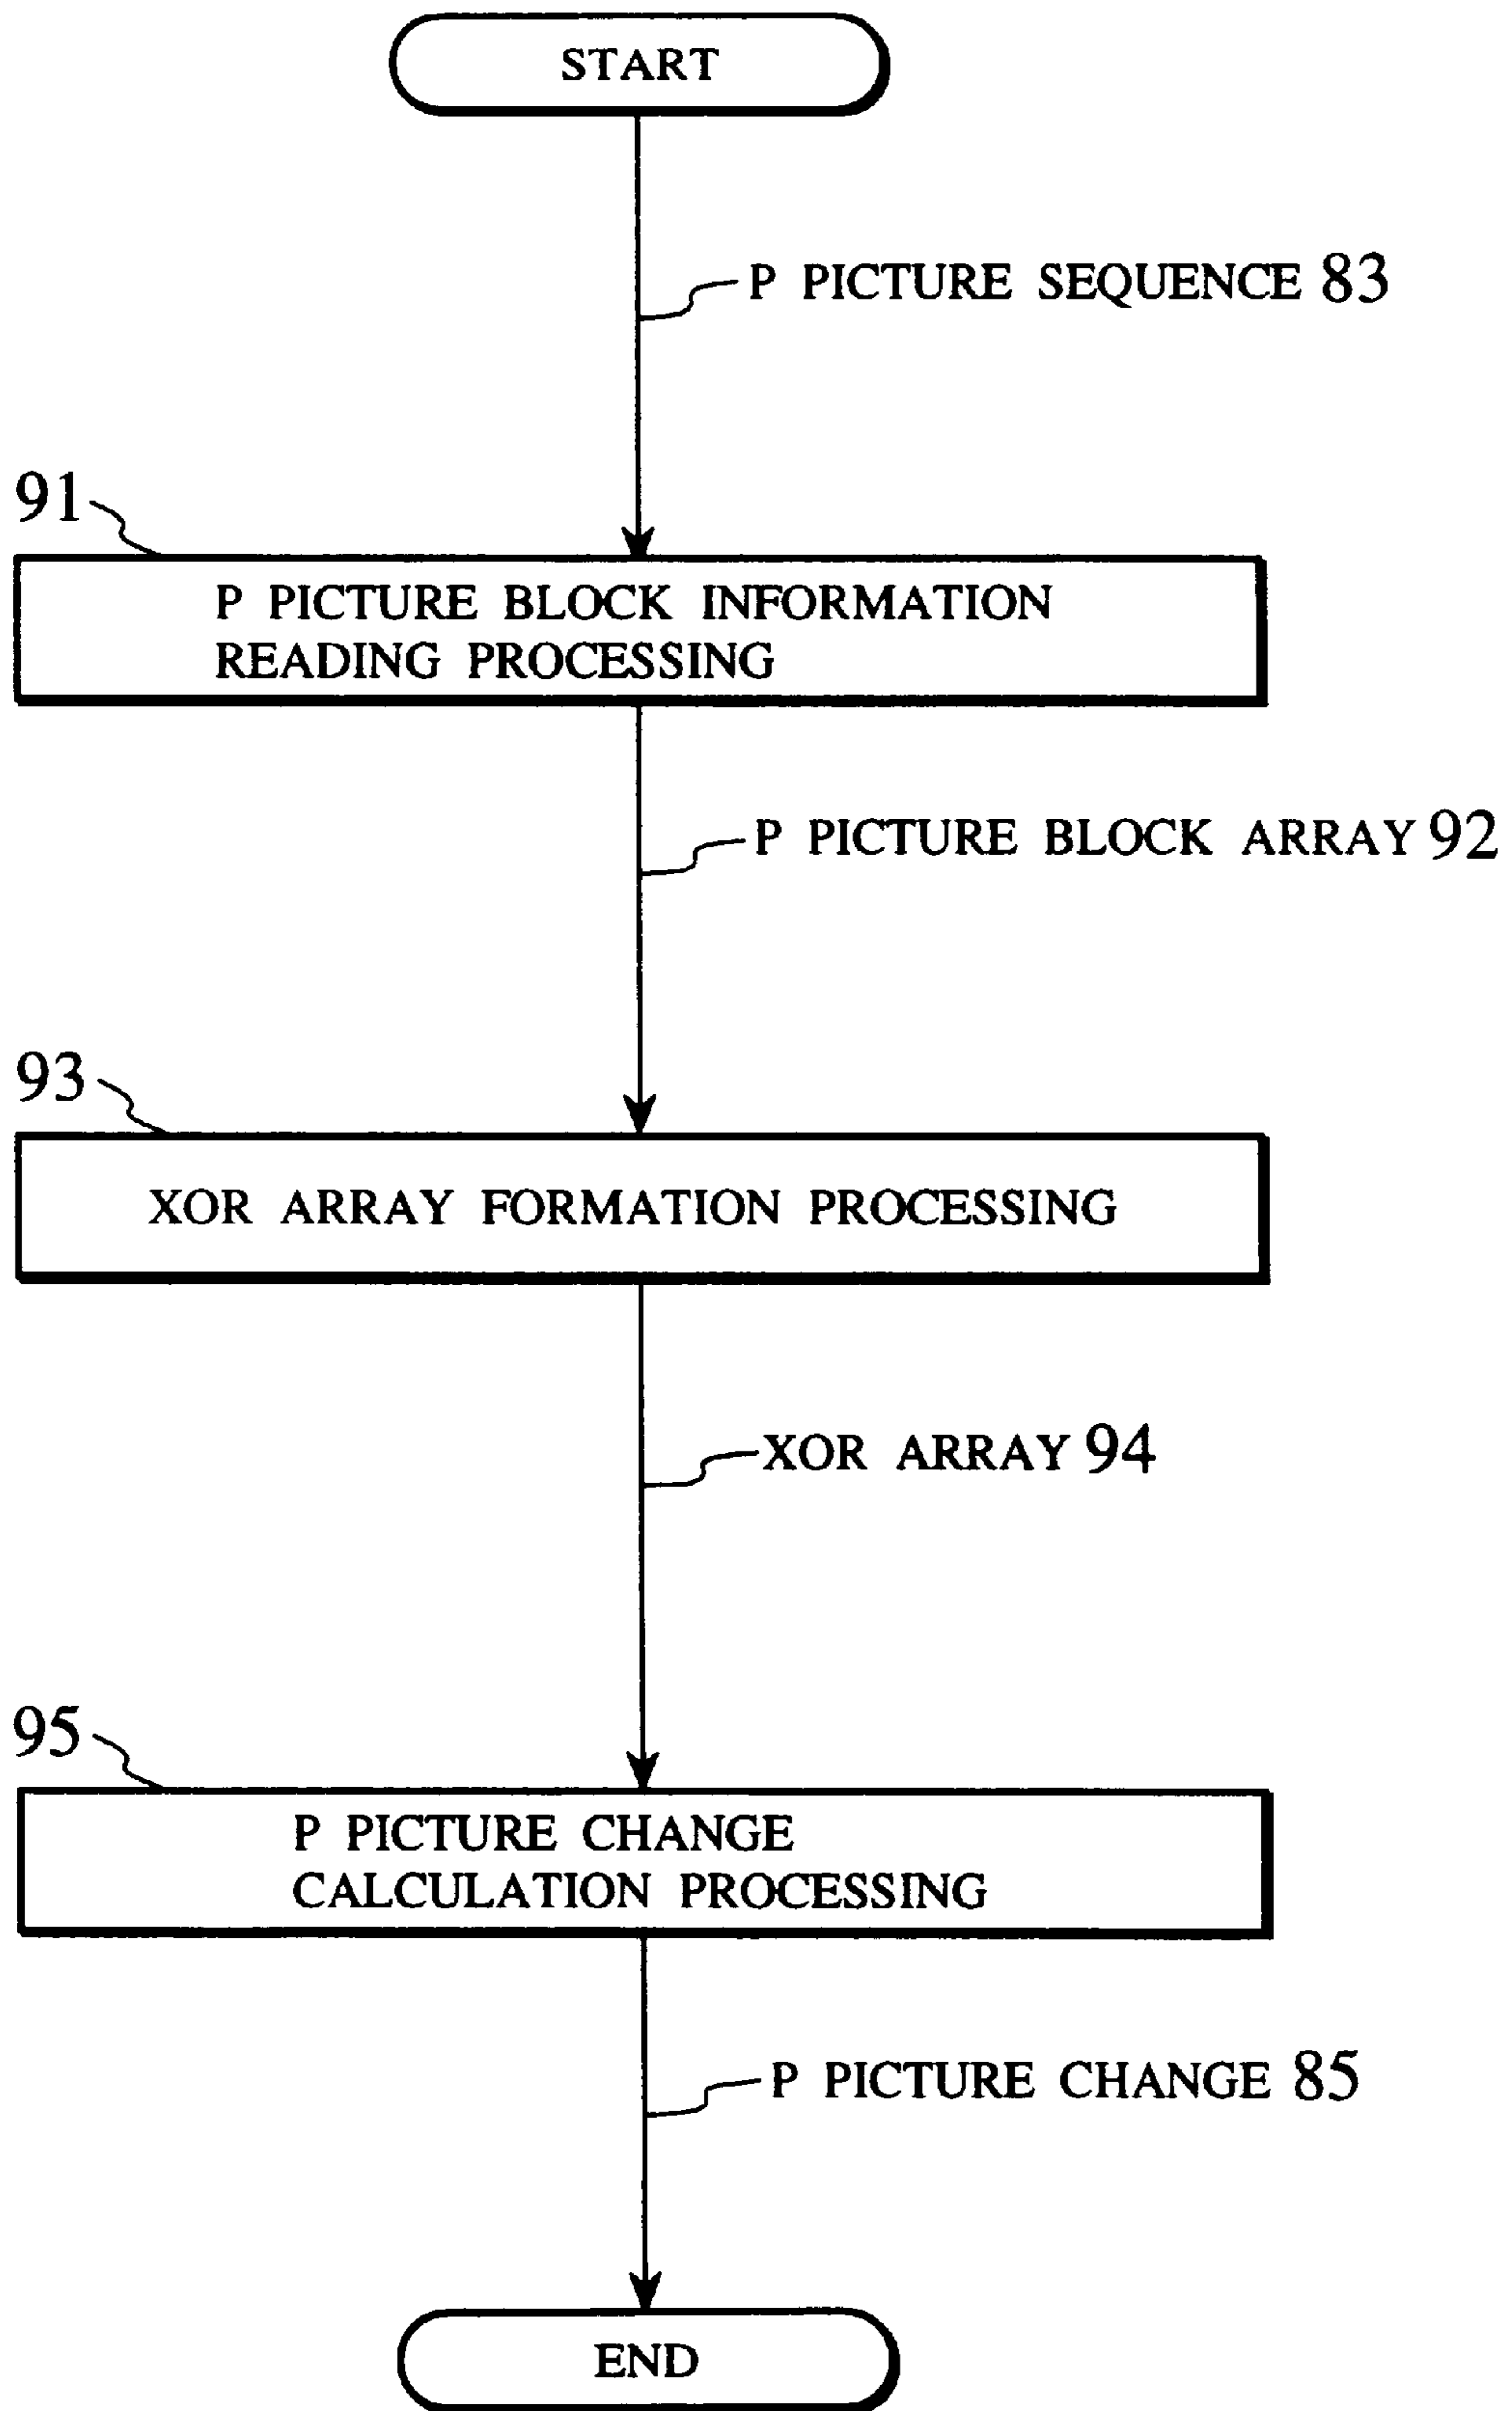 START
P PICTURE SEQUENCE 83
91
P PICTURE BLOCK INFORMATION
READING PROCESSING
P PICTURE BLOCK ARRAY 92
93
XOR ARRAY FORMATION PROCESSING
XOR ARRAY 94
95
P PICTURE CHANGE
CALCULATION PROCESSING
P PICTURE CHANGE 85
END